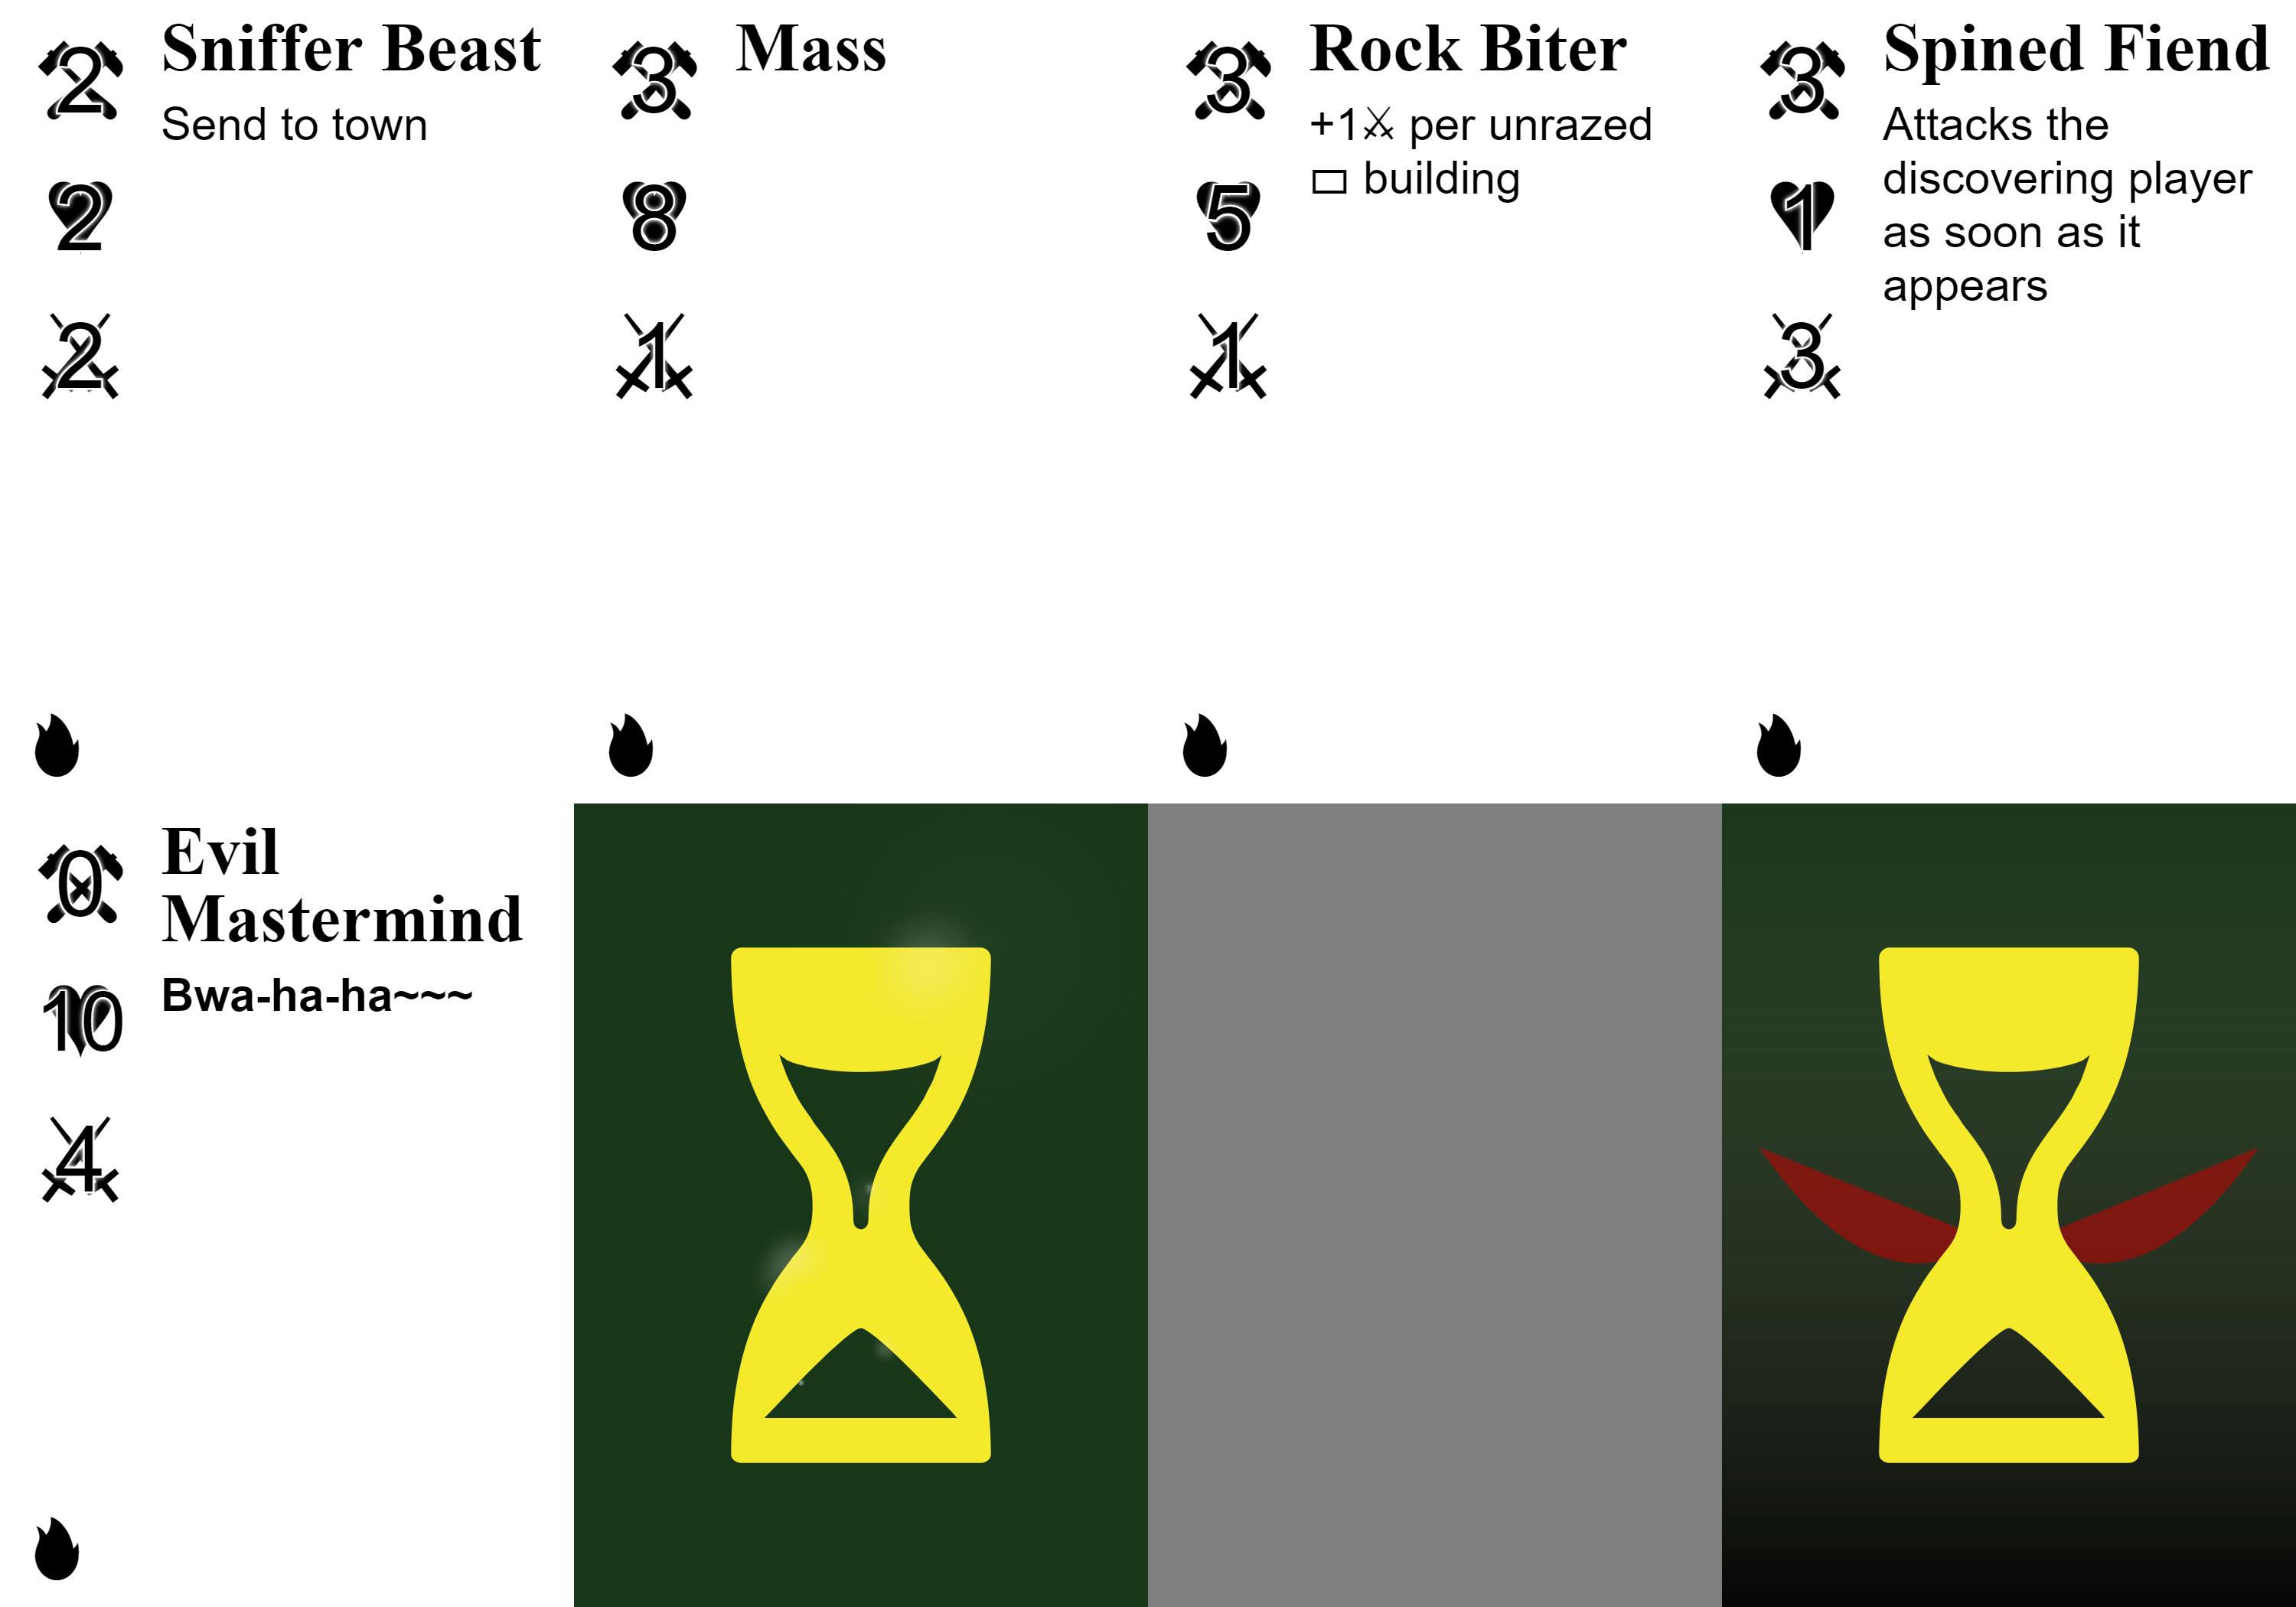 2
Sniffer Beast
Send to town
2
2
3
Mass
8
1
3
Rock Biter
+1⚔ per unrazed
▭ building
5
1
3
Spined Fiend
Attacks the
discovering player
as soon as it
appears
1
3
0
Evil
Mastermind
Bwa-ha-ha~~~
10
4